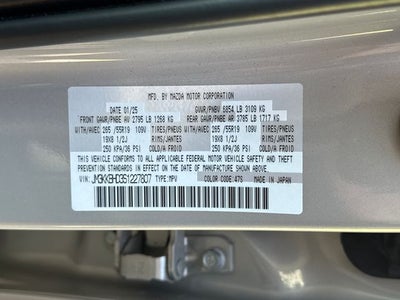 MFD. BY MAZDA MOTOR CORPORATION
DATE 01/25 GVWR/PNBV 6854 LB 3109 KG
FRONT GAWR/PNBE AV 2795 LB 1268 KG REAR GAWR/PNBE AR 3785 LB 1717 KG
WITH/AVEC 265 /55R19 109V TIRES/PNEUS WITH/AVEC 265 /55R19 109V TIRES/PNEUS
19X8 1/2J RIMS/JANTES 19X8 1/2J RIMS/JANTES
250 KPA/36 PSI COLD/A FROID 250 KPA/36 PSI COLD/A FROID
THIS VEHICLE CONFORMS TO ALL APPLICABLE FEDERAL MOTOR VEHICLE SAFETY AND
THEFT PREVENTION STANDARDS IN EFFECT ON THE DATE OF MANUFACTURE SHOWN ABOVE.
VIN: JM3KKBHD351227807 TYPE:MPV COLOR CODE: 47S MADE IN JAPAN